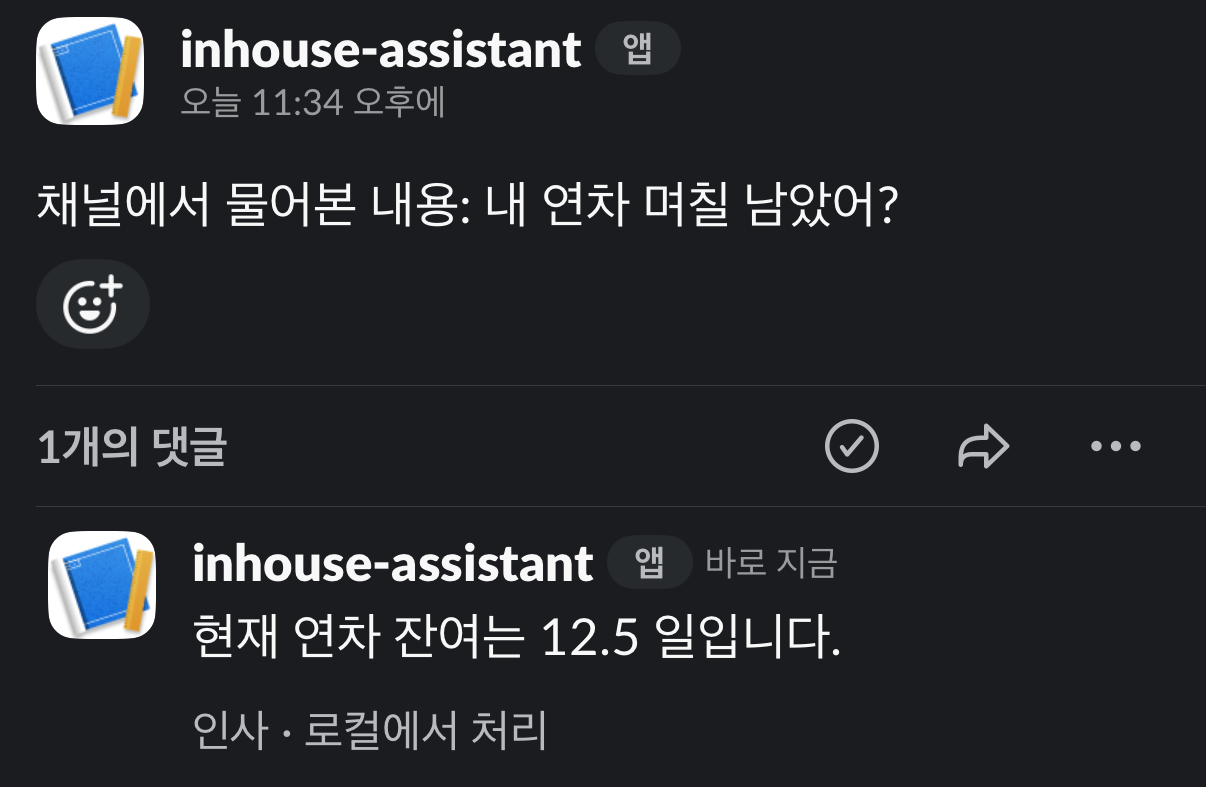 inhouse-assistant 앱
오늘 11:34 오후에
채널에서 물어본 내용: 내 연차 며칠 남았어?
1개의 댓글
inhouse-assistant 앱 바로 지금
현재 연차 잔여는 12.5 일입니다.
인사 · 로컬에서 처리